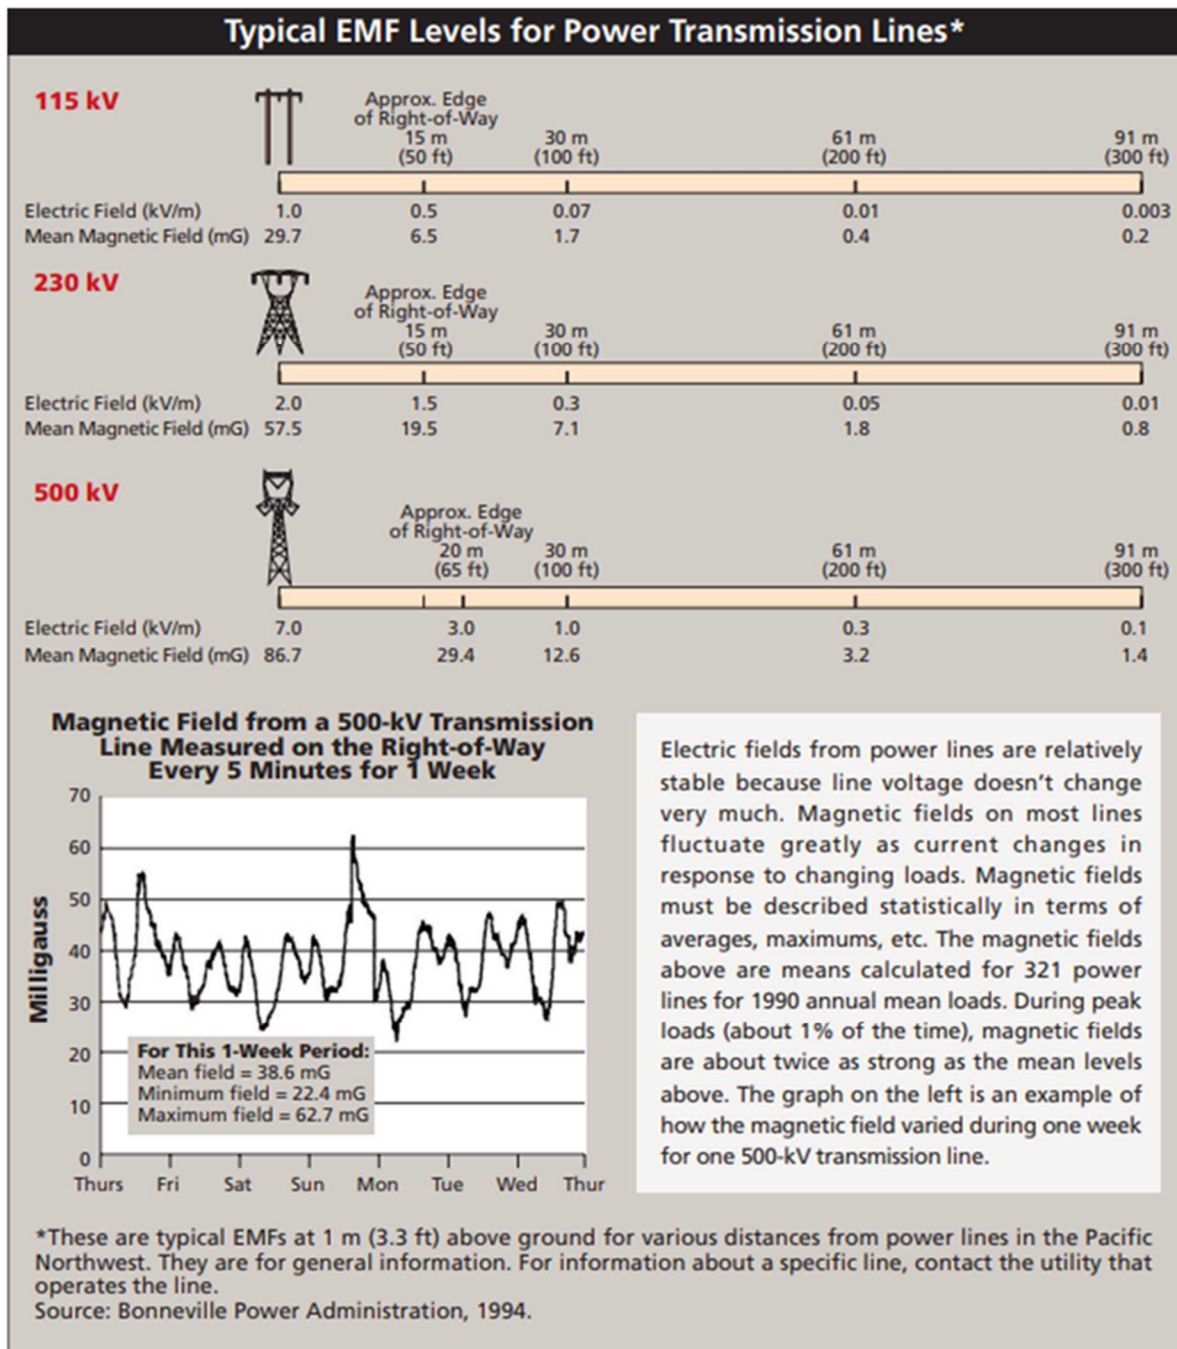 Typical EMF Levels for Power Transmission Lines*
115 kV
Approx. Edge
of Right-of-Way
15 m 30 m 61 m 91 m
(50 ft) (100 ft) (200 ft) (300 ft)
Electric Field (kV/m) 1.0 0.5 0.07 0.01 0.003
Mean Magnetic Field (mG) 29.7 6.5 1.7 0.4 0.2
230 kV
Approx. Edge
of Right-of-Way
15 m 30 m 61 m 91 m
(50 ft) (100 ft) (200 ft) (300 ft)
Electric Field (kV/m) 2.0 1.5 0.3 0.05 0.01
Mean Magnetic Field (mG) 57.5 19.5 7.1 1.8 0.8
500 kV
Approx. Edge
of Right-of-Way
20 m 30 m 61 m 91 m
(65 ft) (100 ft) (200 ft) (300 ft)
Electric Field (kV/m) 7.0 3.0 1.0 0.3 0.1
Mean Magnetic Field (mG) 86.7 29.4 12.6 3.2 1.4
Magnetic Field from a 500-kV Transmission
Line Measured on the Right-of-Way
Every 5 Minutes for 1 Week
Milligauss
70
60
50
40
30
20
10
0
For This 1-Week Period:
Mean field = 38.6 mG
Minimum field = 22.4 mG
Maximum field = 62.7 mG
Thurs Fri Sat Sun Mon Tue Wed Thur
Electric fields from power lines are relatively
stable because line voltage doesn't change
very much. Magnetic fields on most lines
fluctuate greatly as current changes in
response to changing loads. Magnetic fields
must be described statistically in terms of
averages, maximums, etc. The magnetic fields
above are means calculated for 321 power
lines for 1990 annual mean loads. During peak
loads (about 1% of the time), magnetic fields
are about twice as strong as the mean levels
above. The graph on the left is an example of
how the magnetic field varied during one week
for one 500-kV transmission line.
*These are typical EMFs at 1 m (3.3 ft) above ground for various distances from power lines in the Pacific
Northwest. They are for general information. For information about a specific line, contact the utility that
operates the line.
Source: Bonneville Power Administration, 1994.